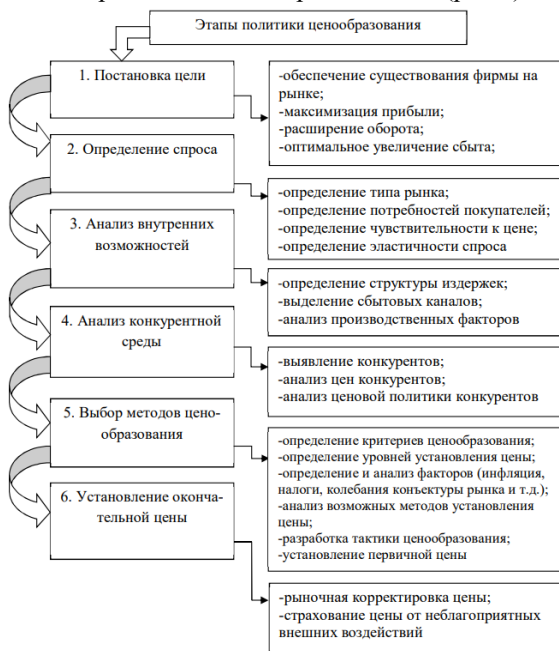 Этапы политики ценообразования
1. Постановка цели
-обеспечение существования фирмы на
рынке;
-максимизация прибыли;
-расширение оборота;
-оптимальное увеличение сбыта;
2. Определение спроса
-определение типа рынка;
-определение потребностей покупателей;
-определение чувствительности к цене;
-определение эластичности спроса
3. Анализ внутренних
возможностей
-определение структуры издержек;
-выделение сбытовых каналов;
-анализ производственных факторов
4. Анализ конкурентной
среды
-выявление конкурентов;
-анализ цен конкурентов;
-анализ ценовой политики конкурентов
5. Выбор методов цено-
образования
-определение критериев ценообразования;
-определение уровней установления цены;
-определение и анализ факторов (инфляция,
налоги, колебания конъектуры рынка и т.д.);
-анализ возможных методов установления
цены;
-разработка тактики ценообразования;
-установление первичной цены
6. Установление оконча-
тельной цены
-рыночная корректировка цены;
-страхование цены от неблагоприятных
внешних воздействий